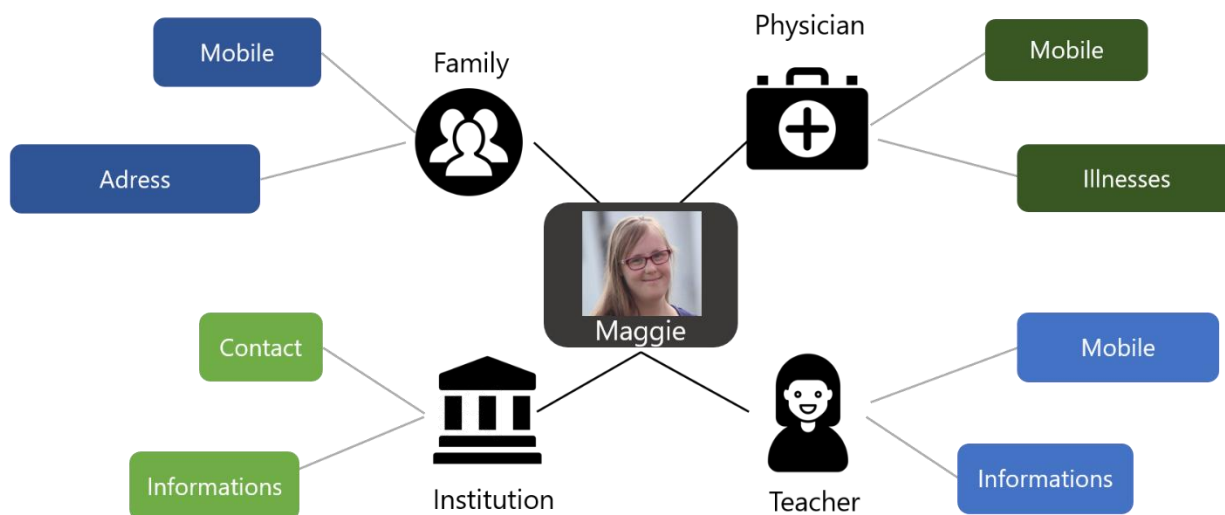 Physician
Mobile
Family
Mobile
Adress
Illnesses
Maggie
Contact
Mobile
Informations
Institution
Teacher
Informations